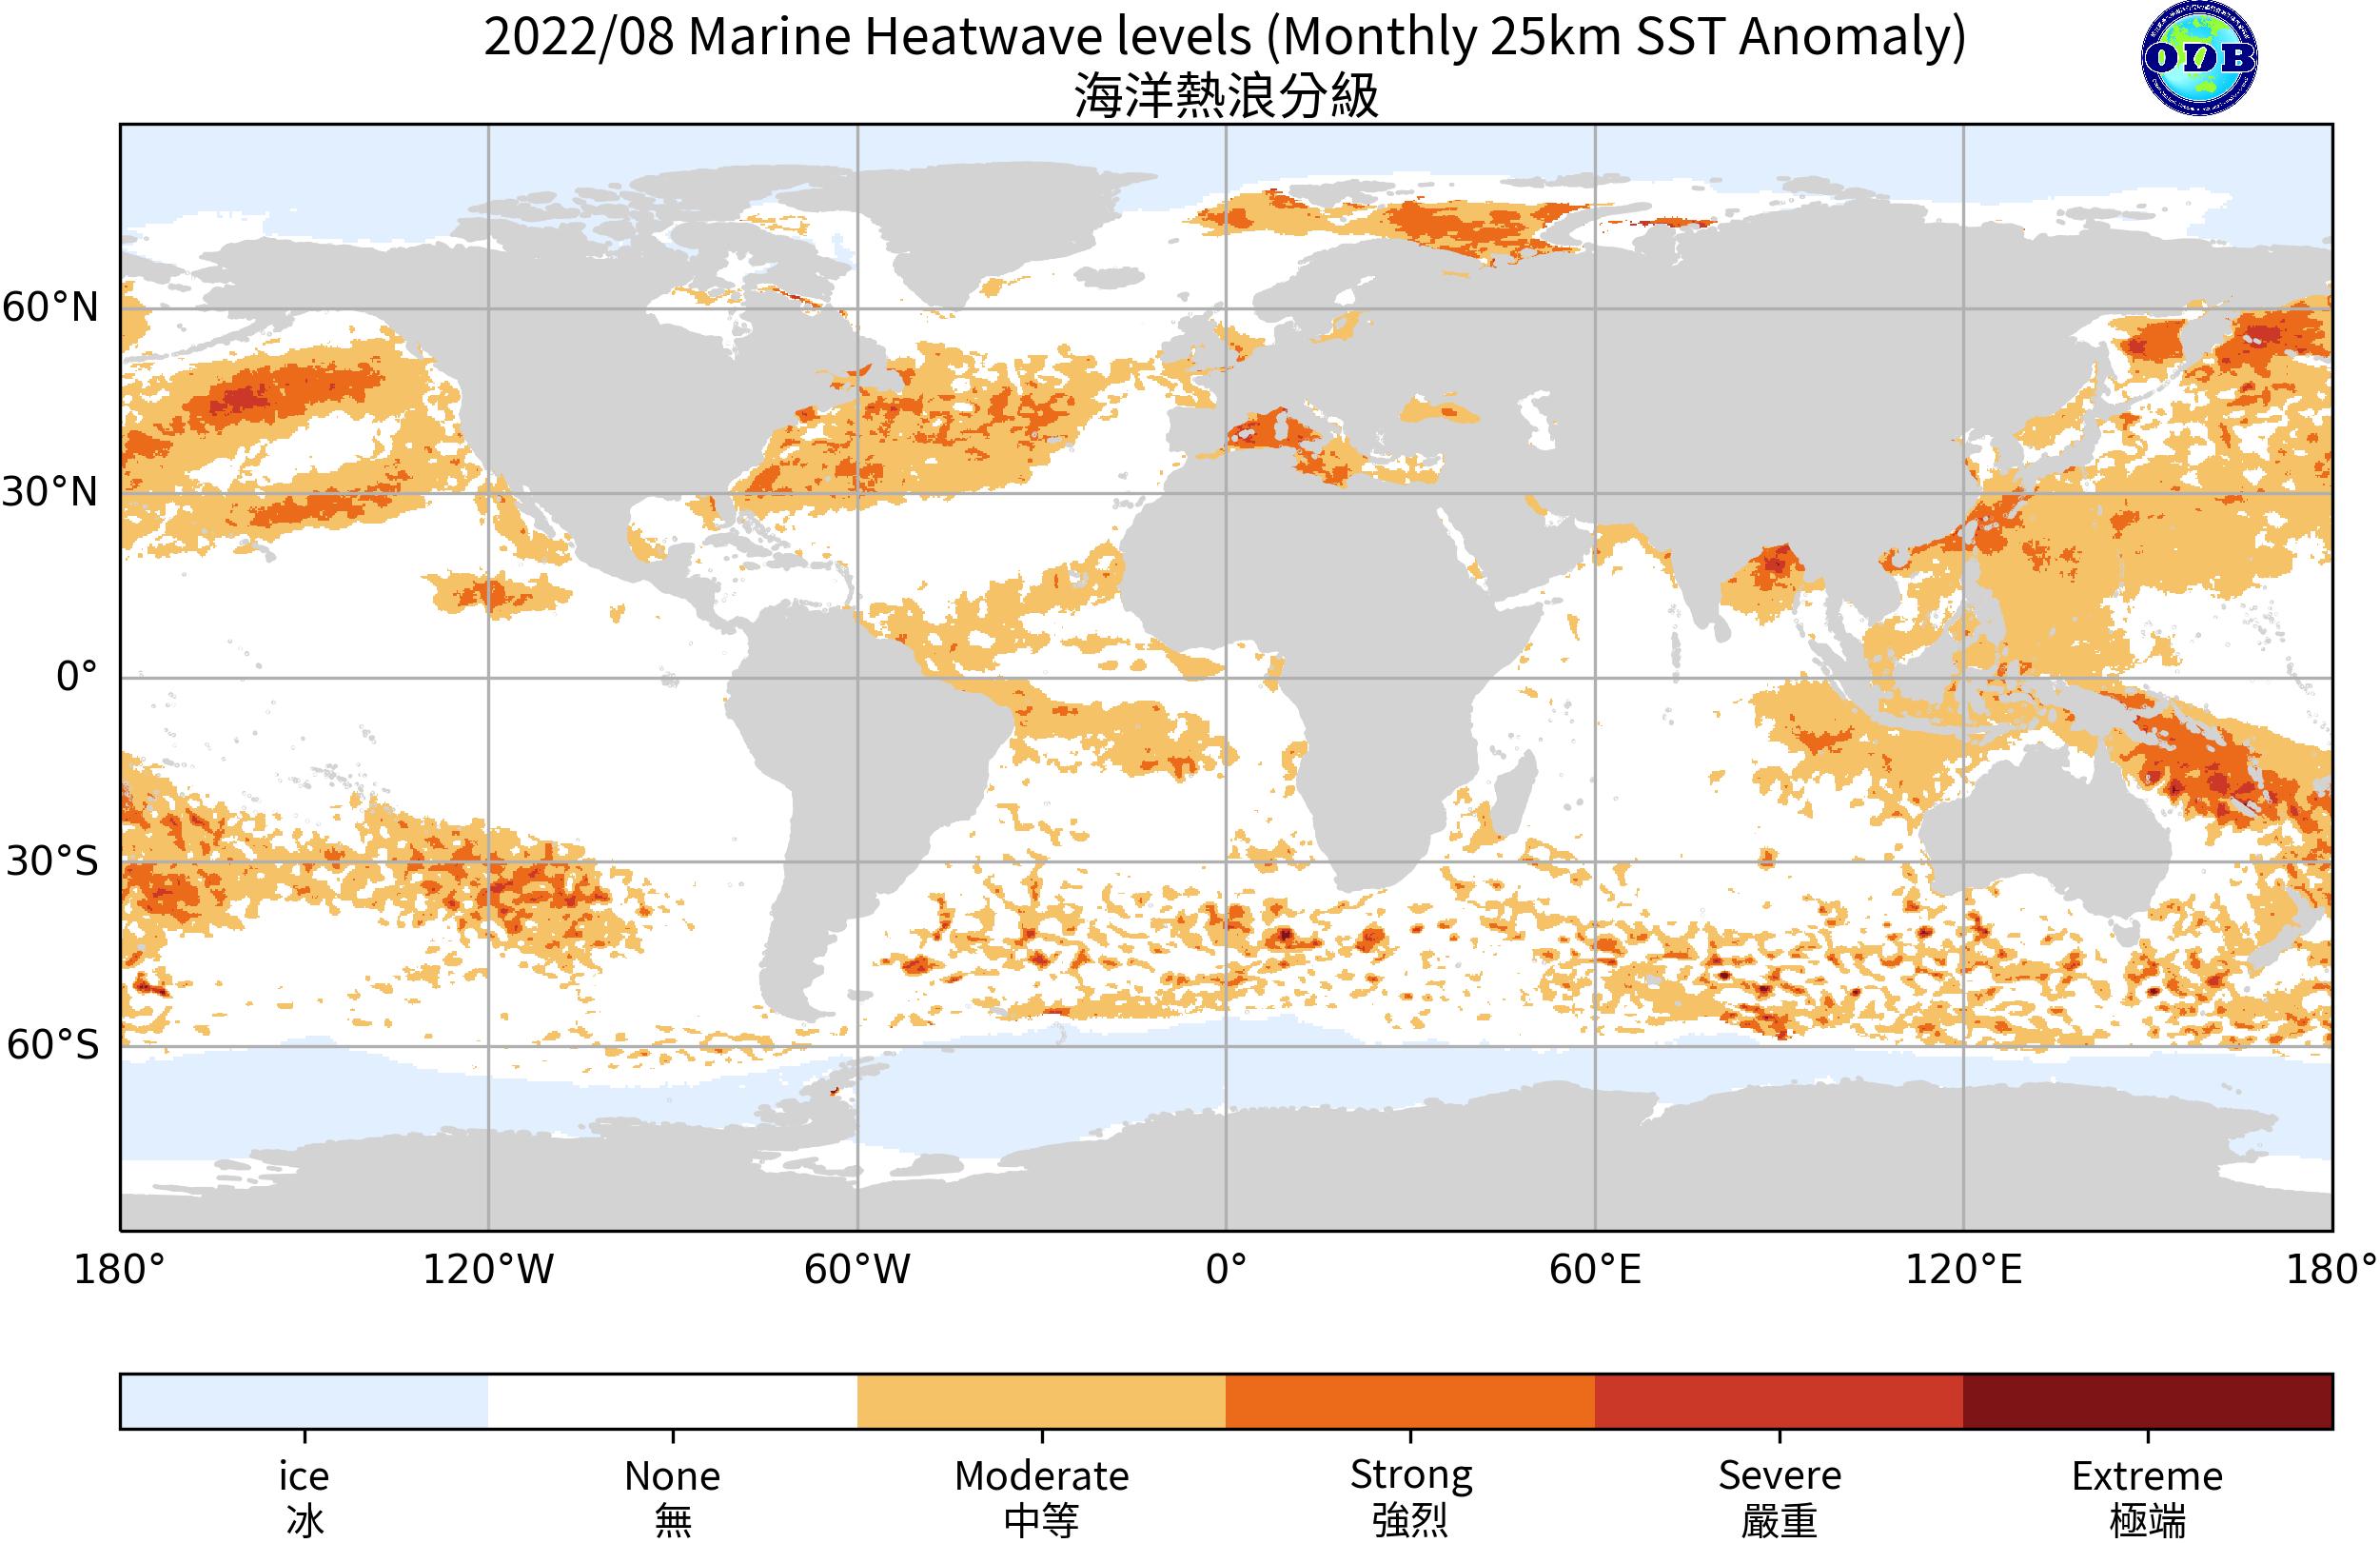 2022/08 Marine Heatwave levels (Monthly 25km SST Anomaly)
海洋熱浪分級
ODB
60°N
30°N
0°
30°S
60°S
180° 120°W 60°W 0° 60°E 120°E 180°
ice None Moderate Strong Severe Extreme
冰 無 中等 強烈 嚴重 極端